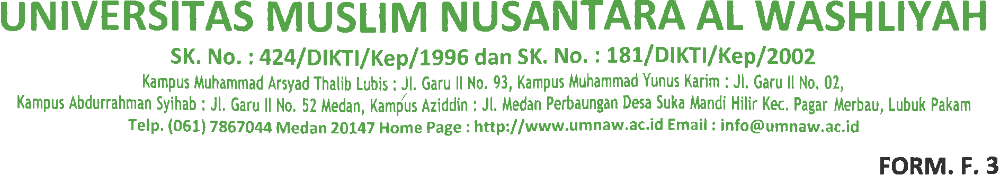 UNIVERSITAS MUSLIM NUSANTARA AL WASHLIYAH
SK. No. : 424/DIKTI/Kep/1996 dan SK. No. : 181/DIKTI/Kep/2002
Kampus Muhammad Arsyad Thalib Lubis : Jl. Garu II No. 93, Kampus Muhammad Yunus Karim : Jl. Garu II No. 02,
Kampus Abdurrahman Syihab : Jl. Garu II No. 52 Medan, Kampus Aziddin : Jl. Medan Perbaungan Desa Suka Mandi Hilir Kec. Pagar Merbau, Lubuk Pakam
Telp. (061) 7867044 Medan 20147 Home Page : http://www.umnaw.ac.id Email : info@umnaw.ac.id
FORM. F. 3